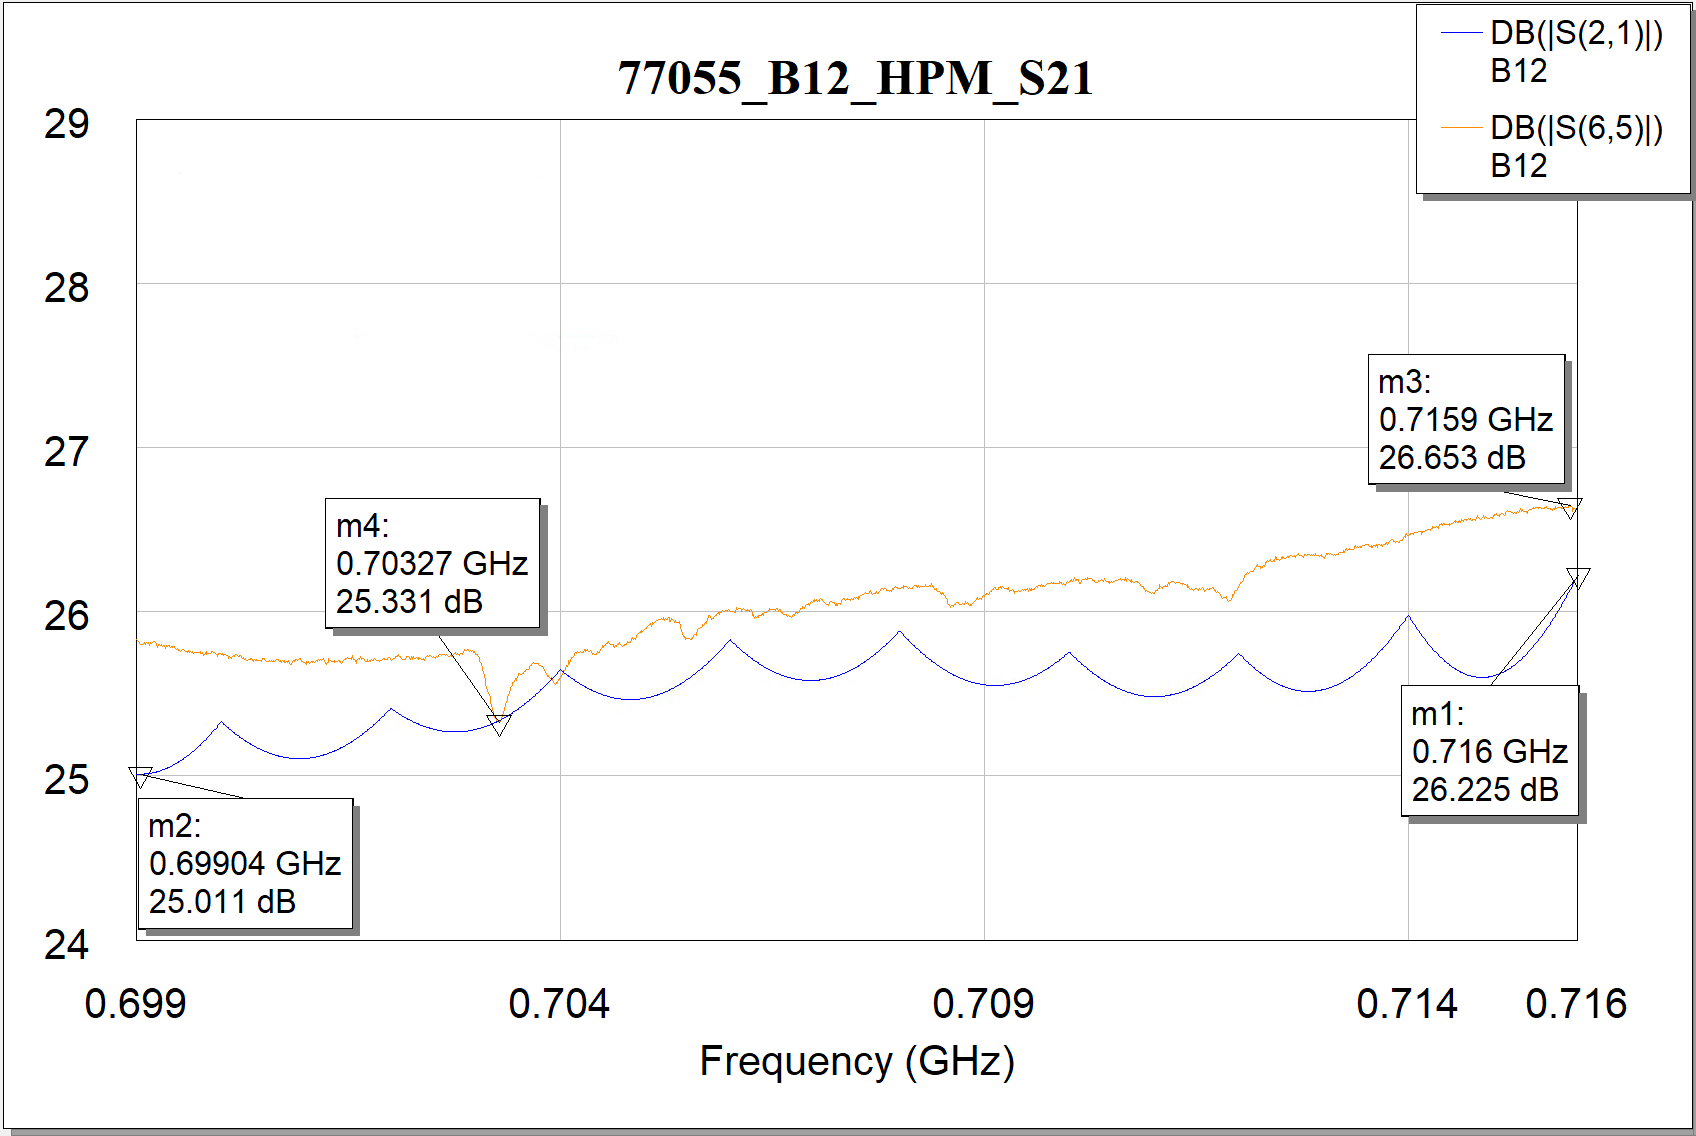 77055_B12_HPM_S21
DB(|S(2,1)|)
B12
DB(|S(6,5)|)
B12
29
28
27
26
25
24
m3:
0.7159 GHz
26.653 dB
m4:
0.70327 GHz
25.331 dB
m1:
0.716 GHz
26.225 dB
m2:
0.69904 GHz
25.011 dB
0.699
0.704
0.709
0.714
0.716
Frequency (GHz)